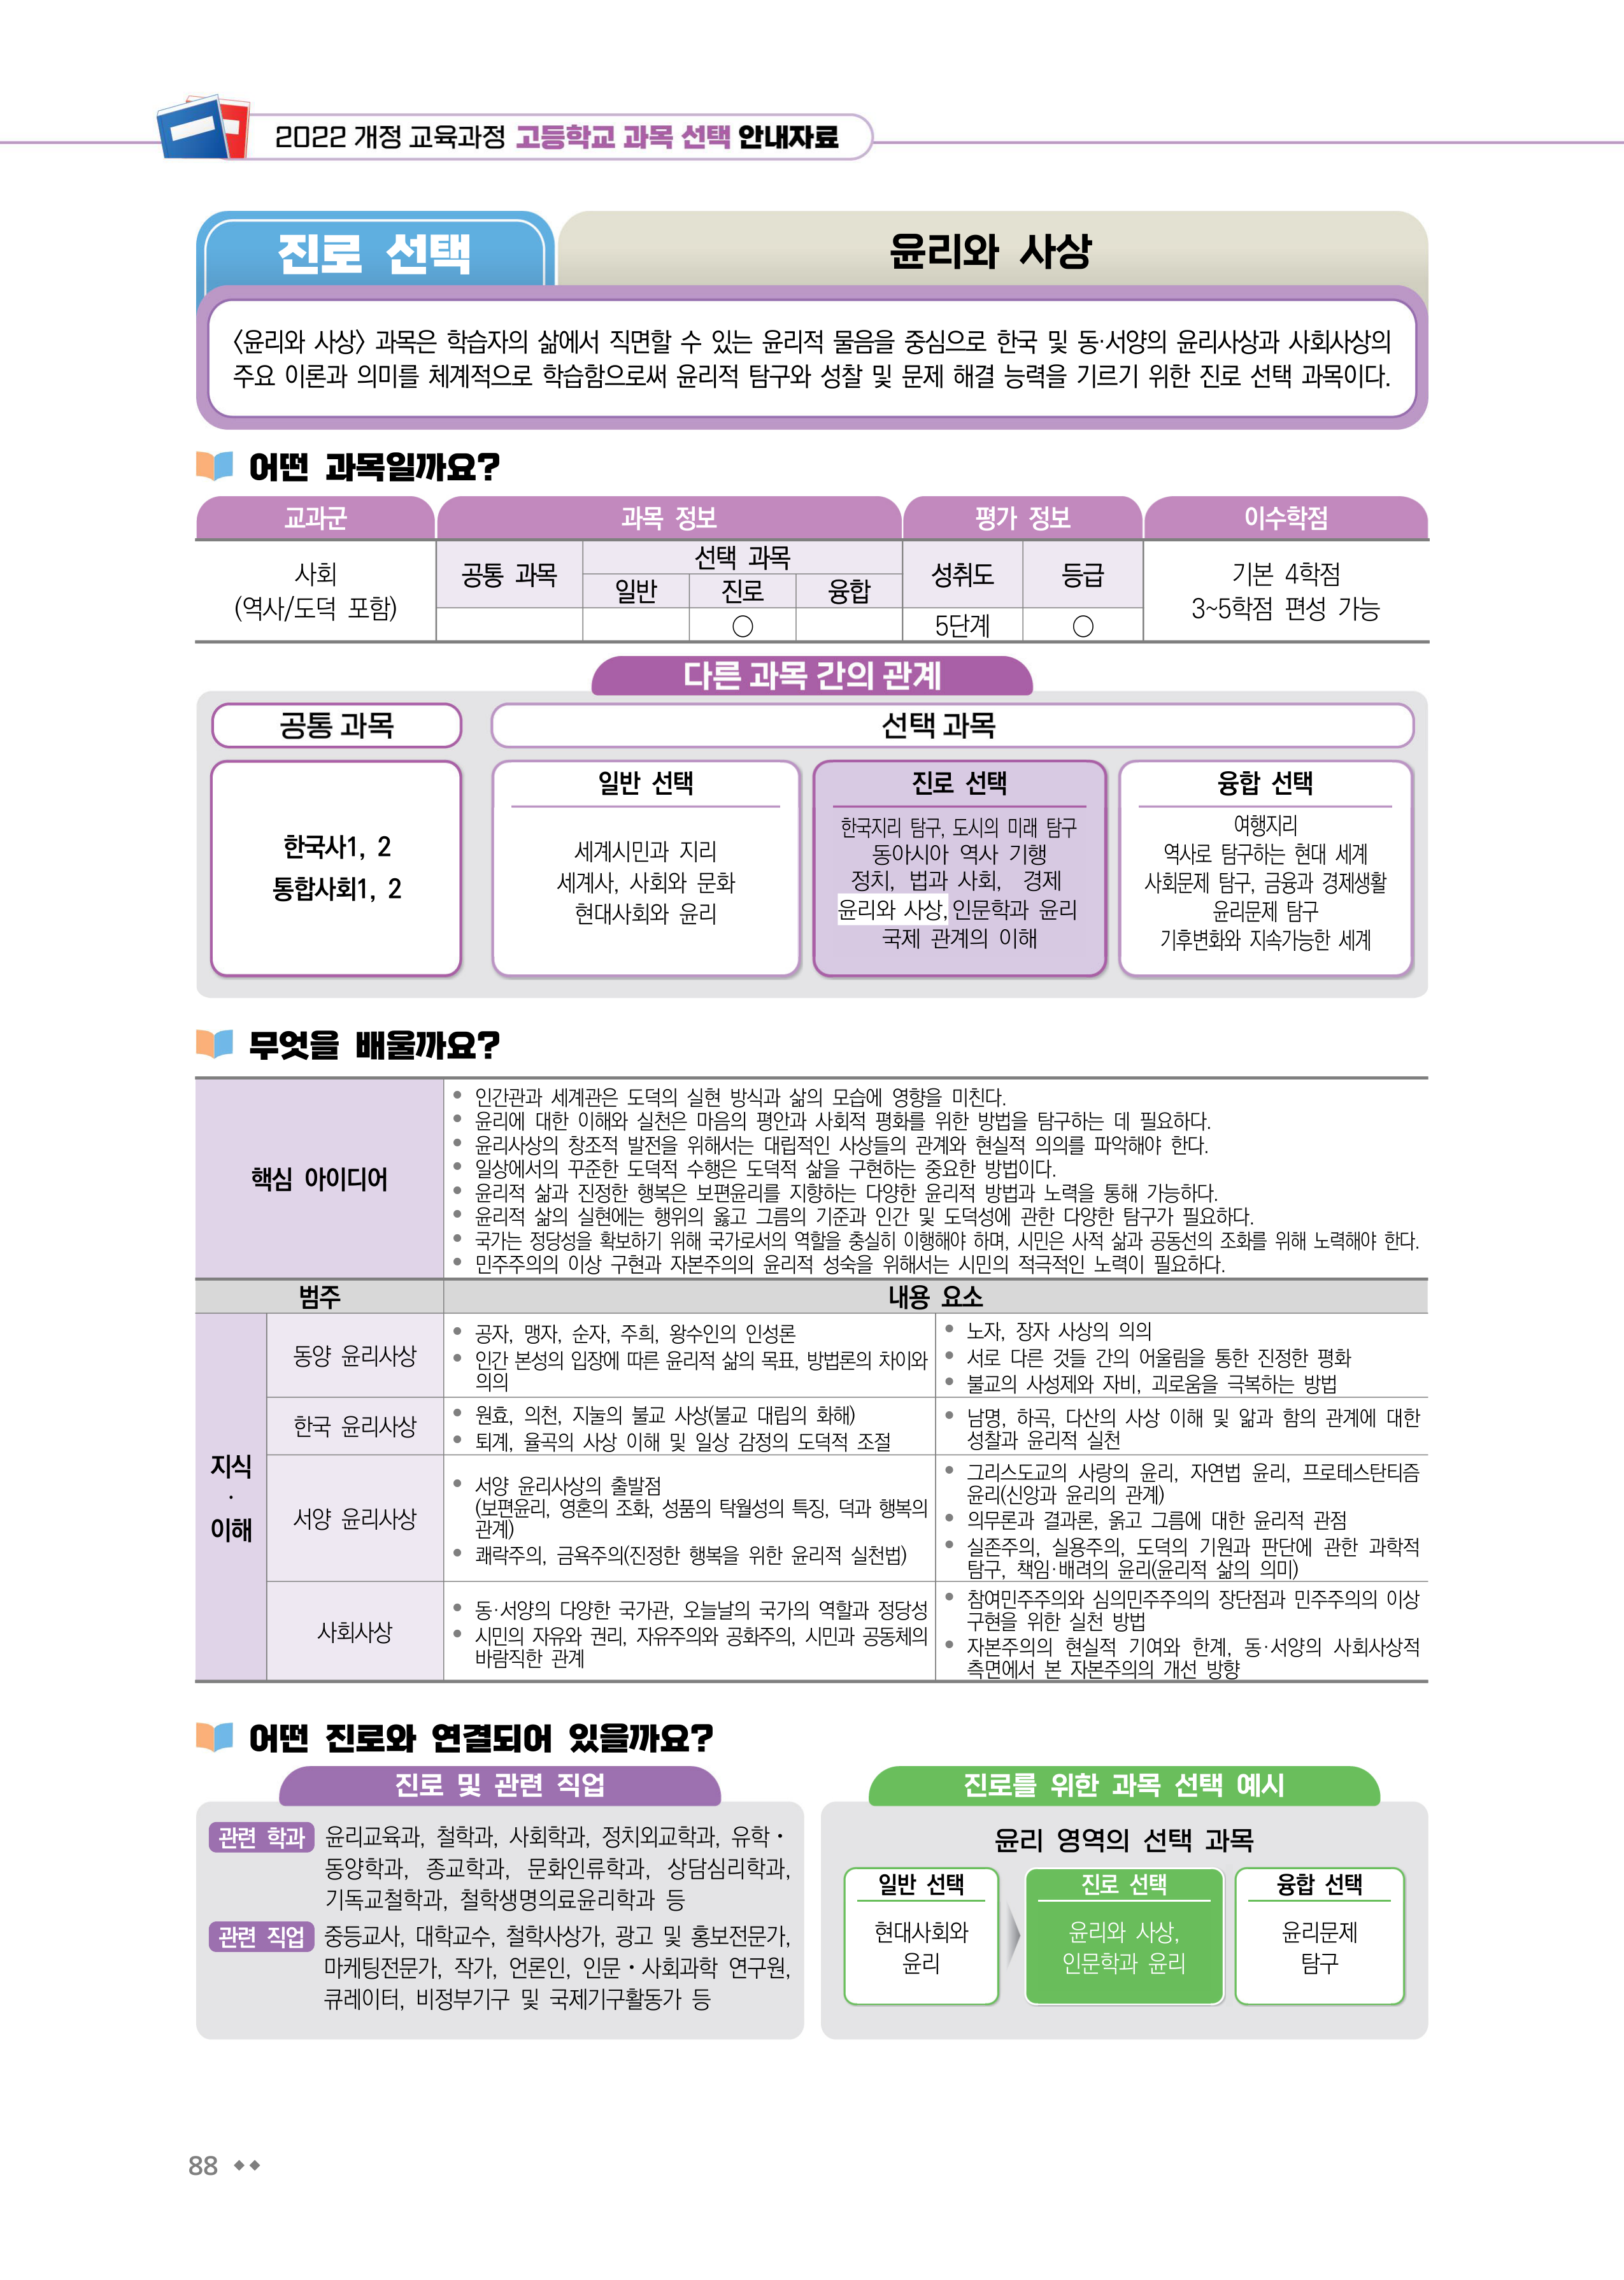 2022 개정 교육과정 고등학교 과목 선택 안내자료
진로 선택
윤리와 사상
〈윤리와 사상〉 과목은 학습자의 삶에서 직면할 수 있는 윤리적 물음을 중심으로 한국 및 동·서양의 윤리사상과 사회사상의
주요 이론과 의미를 체계적으로 학습함으로써 윤리적 탐구와 성찰 및 문제 해결 능력을 기르기 위한 진로 선택 과목이다.
어떤 과목일까요?
교과군 과목 정보 평가 정보 이수학점
사회
(역사/도덕 포함)
공통 과목
선택 과목
일반 진로 융합
○
성취도 등급
5단계 ○
기본 4학점
3~5학점 편성 가능
다른 과목 간의 관계
공통 과목
선택 과목
한국사1, 2
통합사회1, 2
일반 선택
세계시민과 지리
세계사, 사회와 문화
현대사회와 윤리
진로 선택
한국지리 탐구, 도시의 미래 탐구
동아시아 역사 기행
정치, 법과 사회, 경제
윤리와 사상, 인문학과 윤리
국제 관계의 이해
융합 선택
여행지리
역사로 탐구하는 현대 세계
사회문제 탐구, 금융과 경제생활
윤리문제 탐구
기후변화와 지속가능한 세계
무엇을 배울까요?
핵심 아이디어
• 인간관과 세계관은 도덕의 실현 방식과 삶의 모습에 영향을 미친다.
• 윤리에 대한 이해와 실천은 마음의 평안과 사회적 평화를 위한 방법을 탐구하는 데 필요하다.
• 윤리사상의 창조적 발전을 위해서는 대립적인 사상들의 관계와 현실적 의의를 파악해야 한다.
• 일상에서의 꾸준한 도덕적 수행은 도덕적 삶을 구현하는 중요한 방법이다.
• 윤리적 삶과 진정한 행복은 보편윤리를 지향하는 다양한 윤리적 방법과 노력을 통해 가능하다.
• 윤리적 삶의 실현에는 행위의 옳고 그름의 기준과 인간 및 도덕성에 관한 다양한 탐구가 필요하다.
• 국가는 정당성을 확보하기 위해 국가로서의 역할을 충실히 이행해야 하며, 시민은 사적 삶과 공동선의 조화를 위해 노력해야 한다.
• 민주주의의 이상 구현과 자본주의의 윤리적 성숙을 위해서는 시민의 적극적인 노력이 필요하다.
범주 내용 요소
지식
·
이해
동양 윤리사상
• 공자, 맹자, 순자, 주희, 왕수인의 인성론
• 인간 본성의 입장에 따른 윤리적 삶의 목표, 방법론의 차이와
의의
• 노자, 장자 사상의 의의
• 서로 다른 것들 간의 어울림을 통한 진정한 평화
• 불교의 사성제와 자비, 괴로움을 극복하는 방법
한국 윤리사상
• 원효, 의천, 지눌의 불교 사상(불교 대립의 화해)
• 퇴계, 율곡의 사상 이해 및 일상 감정의 도덕적 조절
• 남명, 하곡, 다산의 사상 이해 및 앎과 함의 관계에 대한
성찰과 윤리적 실천
서양 윤리사상
• 서양 윤리사상의 출발점
(보편윤리, 영혼의 조화, 성품의 탁월성의 특징, 덕과 행복의
관계)
• 쾌락주의, 금욕주의(진정한 행복을 위한 윤리적 실천법)
• 그리스도교의 사랑의 윤리, 자연법 윤리, 프로테스탄티즘
윤리(신앙과 윤리의 관계)
• 의무론과 결과론, 옳고 그름에 대한 윤리적 관점
• 실존주의, 실용주의, 도덕의 기원과 판단에 관한 과학적
탐구, 책임·배려의 윤리(윤리적 삶의 의미)
사회사상
• 동·서양의 다양한 국가관, 오늘날의 국가의 역할과 정당성
• 시민의 자유와 권리, 자유주의와 공화주의, 시민과 공동체의
바람직한 관계
• 참여민주주의와 심의민주주의의 장단점과 민주주의의 이상
구현을 위한 실천 방법
• 자본주의의 현실적 기여와 한계, 동·서양의 사회사상적
측면에서 본 자본주의의 개선 방향
어떤 진로와 연결되어 있을까요?
진로 및 관련 직업
관련 학과 윤리교육과, 철학과, 사회학과, 정치외교학과, 유학・
동양학과, 종교학과, 문화인류학과, 상담심리학과,
기독교철학과, 철학생명의료윤리학과 등
관련 직업 중등교사, 대학교수, 철학사상가, 광고 및 홍보전문가,
마케팅전문가, 작가, 언론인, 인문・사회과학 연구원,
큐레이터, 비정부기구 및 국제기구활동가 등
진로를 위한 과목 선택 예시
윤리 영역의 선택 과목
일반 선택
현대사회와
윤리
진로 선택
윤리와 사상,
인문학과 윤리
융합 선택
윤리문제
탐구
88 ◆◆